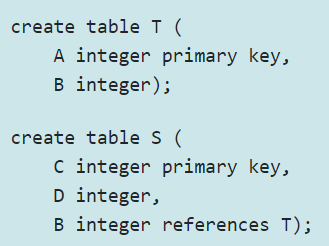 create table T (
    A integer primary key,
    B integer);
create table S (
    C integer primary key,
    D integer,
    B integer references T);